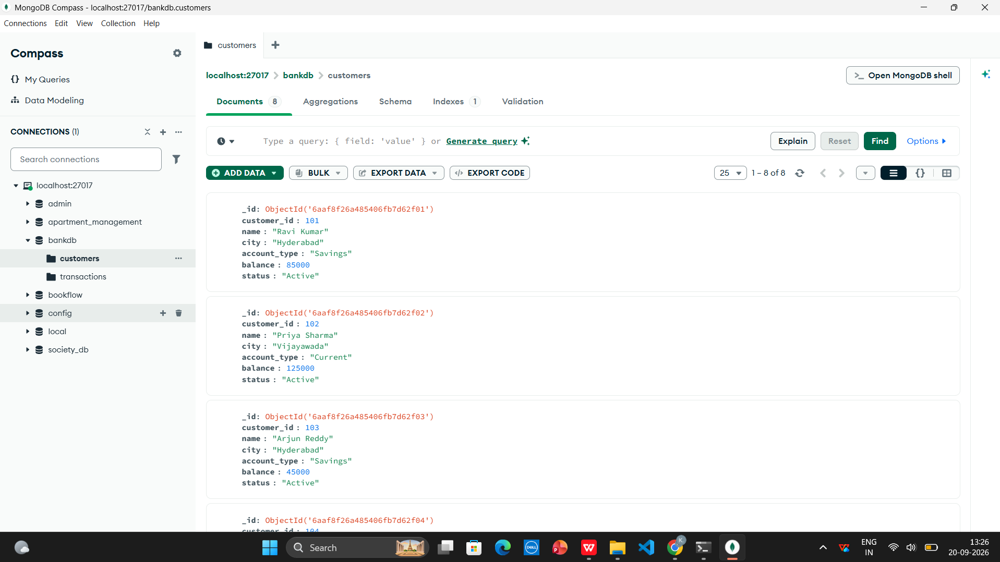 MongoDB Compass - localhost:27017/bankdb.customers
Connections Edit View Collection Help
Compass
My Queries
Data Modeling
CONNECTIONS (1)
Search connections
localhost:27017
admin
apartment_management
bankdb
customers
transactions
bookflow
config
local
society_db
customers
localhost:27017 > bankdb > customers
Open MongoDB shell
Documents 8 Aggregations Schema Indexes 1 Validation
Type a query: { field: 'value' } or Generate query
Explain Reset Find Options
ADD DATA BULK EXPORT DATA EXPORT CODE
25 1 – 8 of 8
_id: ObjectId('6aaf8f26a485406fb7d62f01')
customer_id : 101
name : "Ravi Kumar"
city : "Hyderabad"
account_type : "Savings"
balance : 85000
status : "Active"
_id: ObjectId('6aaf8f26a485406fb7d62f02')
customer_id : 102
name : "Priya Sharma"
city : "Vijayawada"
account_type : "Current"
balance : 125000
status : "Active"
_id: ObjectId('6aaf8f26a485406fb7d62f03')
customer_id : 103
name : "Arjun Reddy"
city : "Hyderabad"
account_type : "Savings"
balance : 45000
status : "Active"
_id: ObjectId('6aaf8f26a485406fb7d62f04')
customer_id : 104
Search
DELL
K
ENG
IN
13:26
20-09-2026